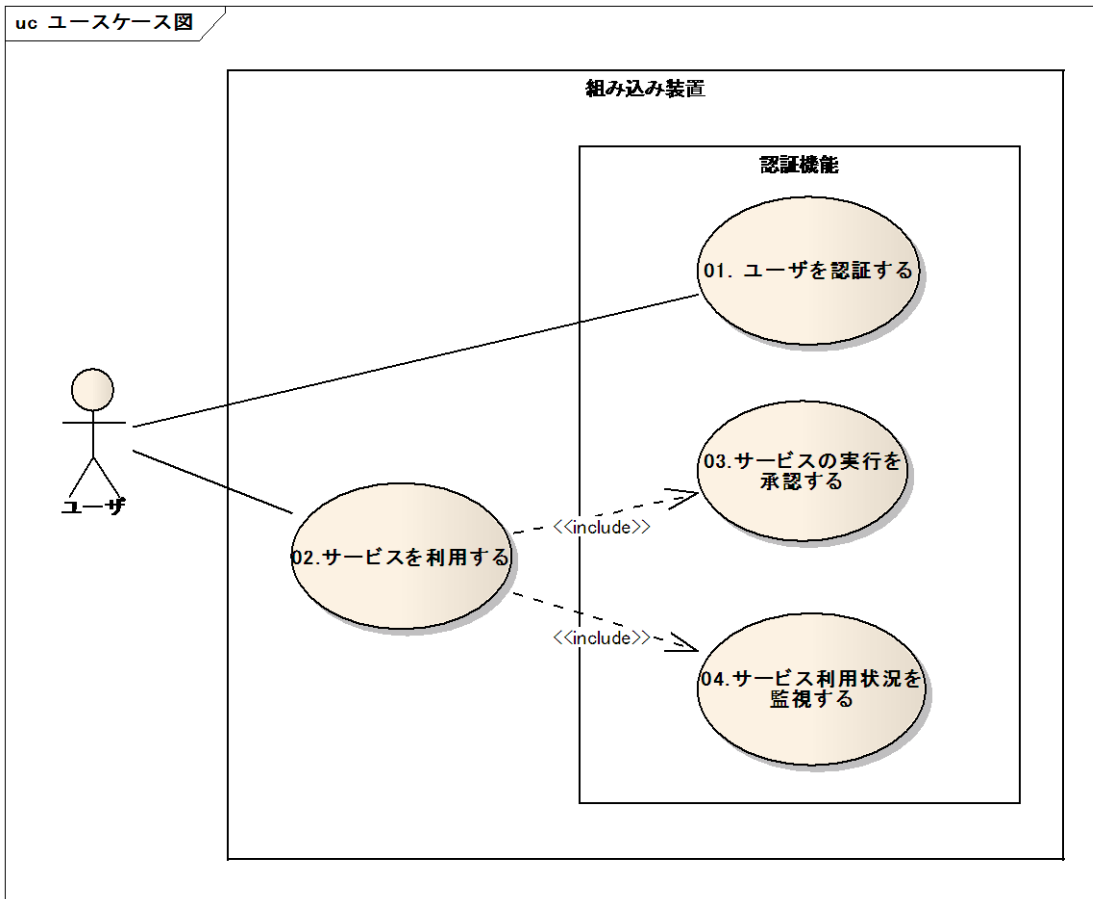 uc ユースケース図
組み込み装置
認証機能
01. ユーザを認証する
03.サービスの実行を
承認する
ユーザ
<<include>>
02.サービスを利用する
<<include>>
04.サービス利用状況を
監視する